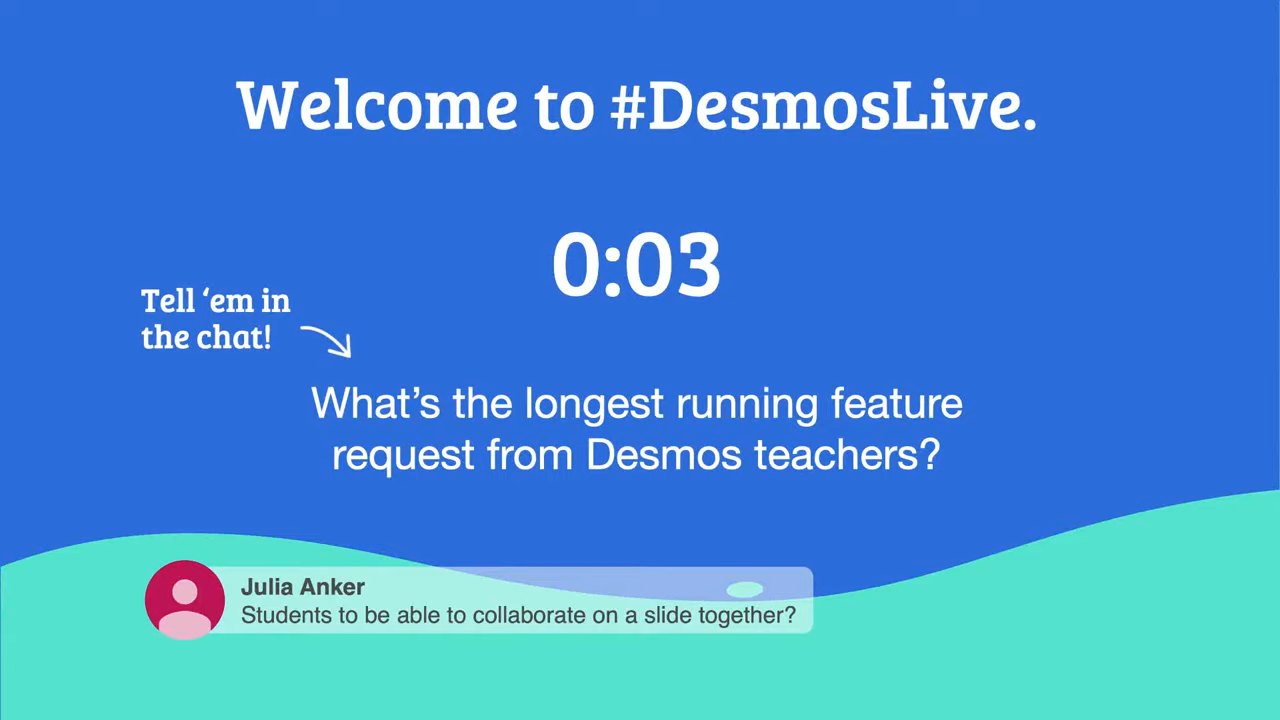 Welcome to #DesmosLive.
0:03
Tell ‘em in
the chat!
What’s the longest running feature
request from Desmos teachers?
Julia Anker
Students to be able to collaborate on a slide together?